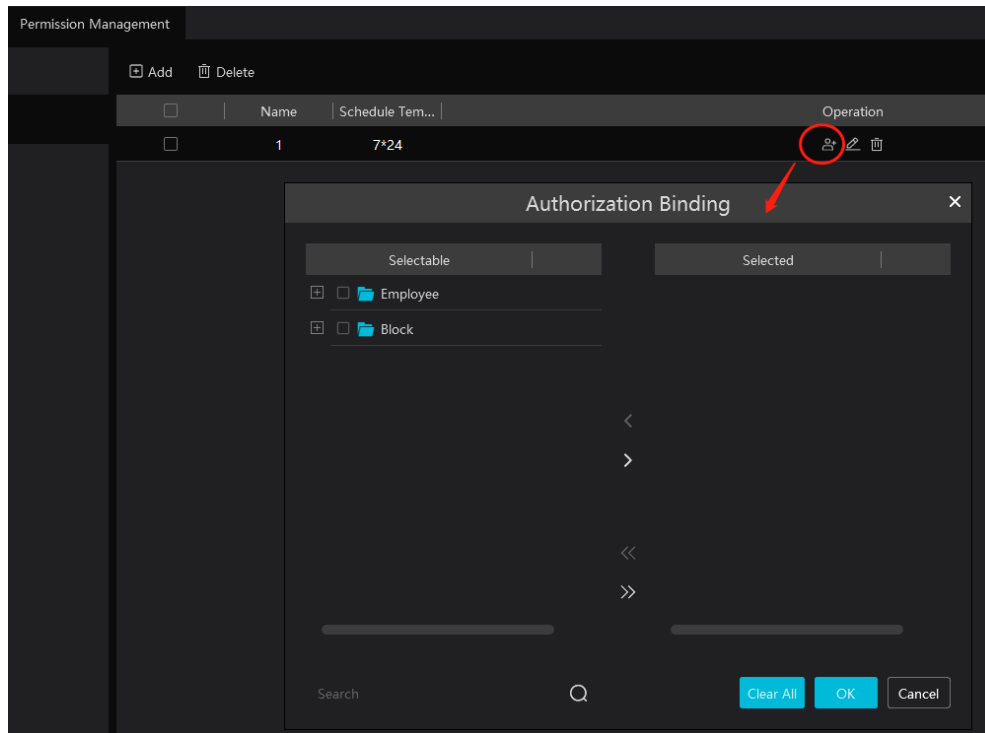 Permission Management
Add Delete
Name Schedule Tem... Operation
1 7*24
Authorization Binding
Selectable Selected
Employee
Block
Search Clear All OK Cancel